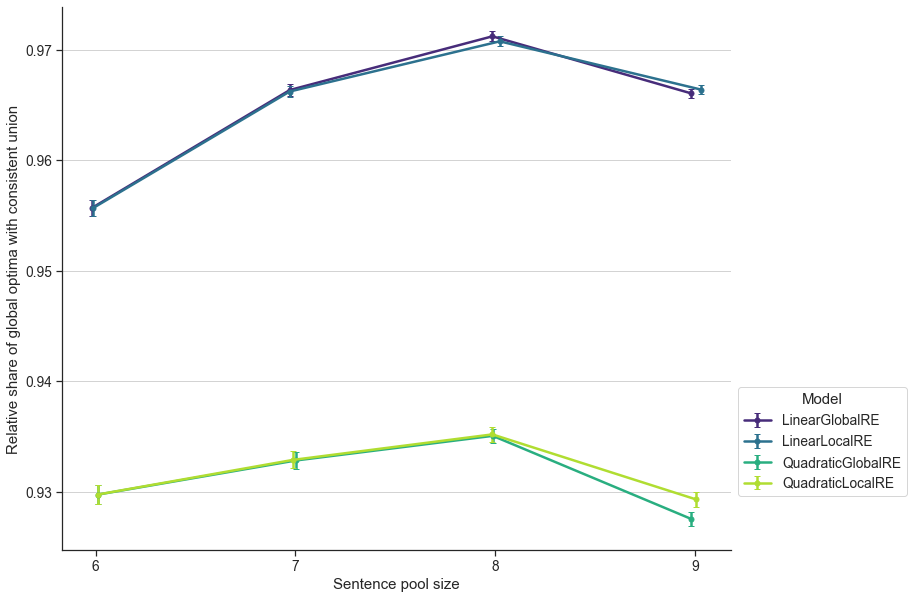 Relative share of global optima with consistent union
0.97
0.96
0.95
0.94
0.93
6 7 8 9
Sentence pool size
Model
LinearGlobalRE
LinearLocalRE
QuadraticGlobalRE
QuadraticLocalRE